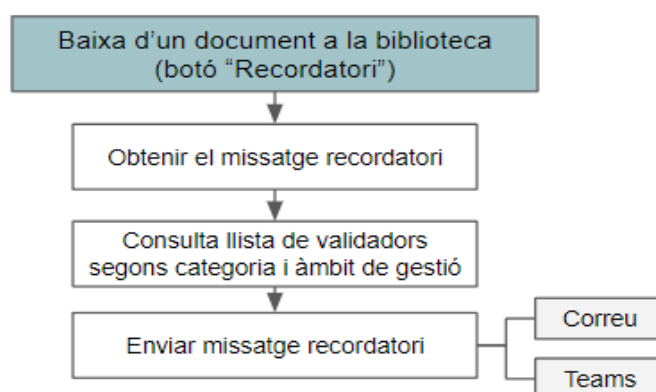 Baixa d’un document a la biblioteca
(botó “Recordatori”)
Obtenir el missatge recordatori
Consulta llista de validadors
segons categoria i àmbit de gestió
Enviar missatge recordatori
Correu
Teams